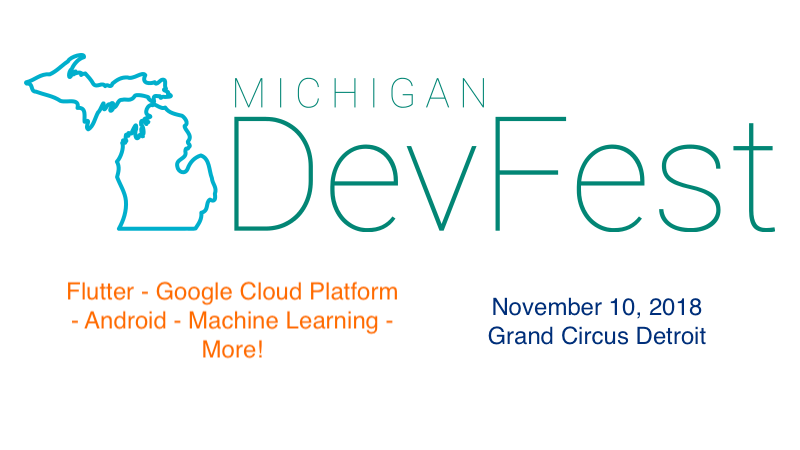 MICHIGAN
DevFest
Flutter - Google Cloud Platform
- Android - Machine Learning -
More!
November 10, 2018
Grand Circus Detroit